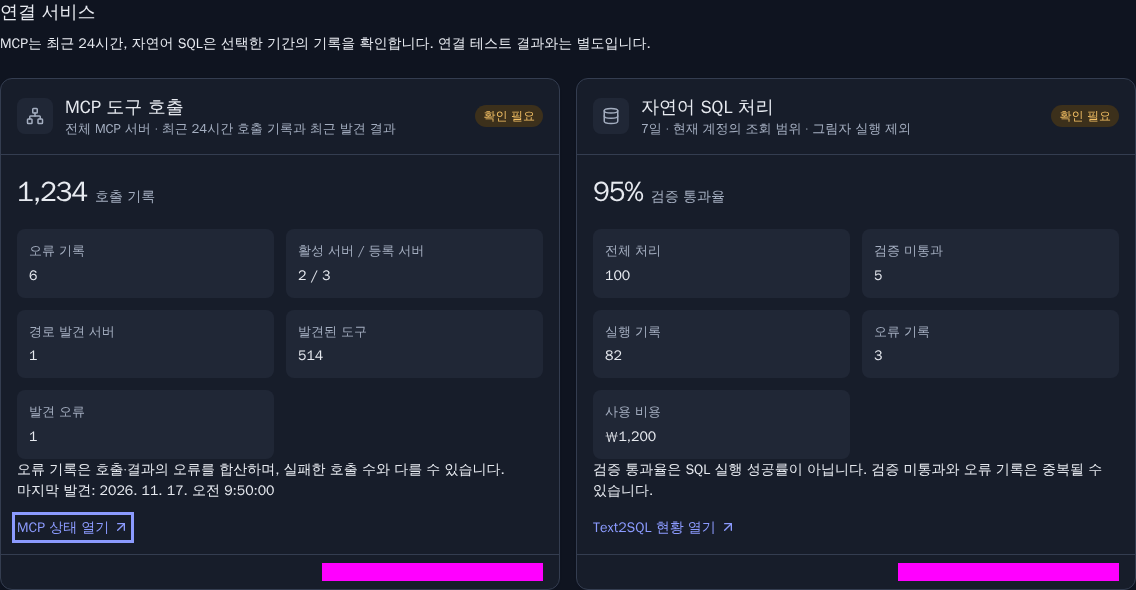 연결 서비스
MCP는 최근 24시간, 자연어 SQL은 선택한 기간의 기록을 확인합니다. 연결 테스트 결과와는 별도입니다.
MCP 도구 호출
전체 MCP 서버 · 최근 24시간 호출 기록과 최근 발견 결과
확인 필요
1,234 호출 기록
오류 기록
6
활성 서버 / 등록 서버
2 / 3
경로 발견 서버
1
발견된 도구
514
발견 오류
1
오류 기록은 호출·결과의 오류를 합산하며, 실패한 호출 수와 다를 수 있습니다.
마지막 발견: 2026. 11. 17. 오전 9:50:00
MCP 상태 열기
자연어 SQL 처리
7일 · 현재 계정의 조회 범위 · 그림자 실행 제외
확인 필요
95% 검증 통과율
전체 처리
100
검증 미통과
5
실행 기록
82
오류 기록
3
사용 비용
₩1,200
검증 통과율은 SQL 실행 성공률이 아닙니다. 검증 미통과와 오류 기록은 중복될 수
있습니다.
Text2SQL 현황 열기